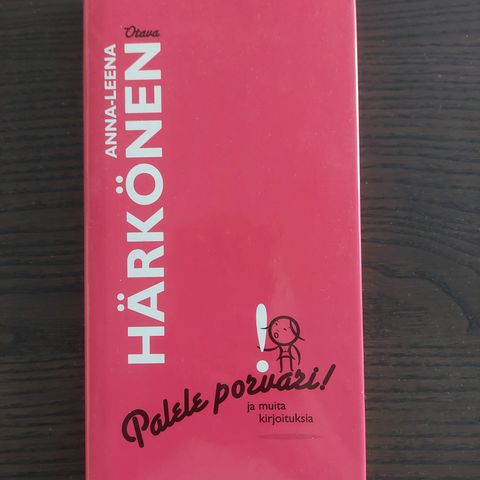 Otava
ANNA-LEENA
HÄRKÖNEN
!
Palele porvari!
ja muita
kirjoituksia